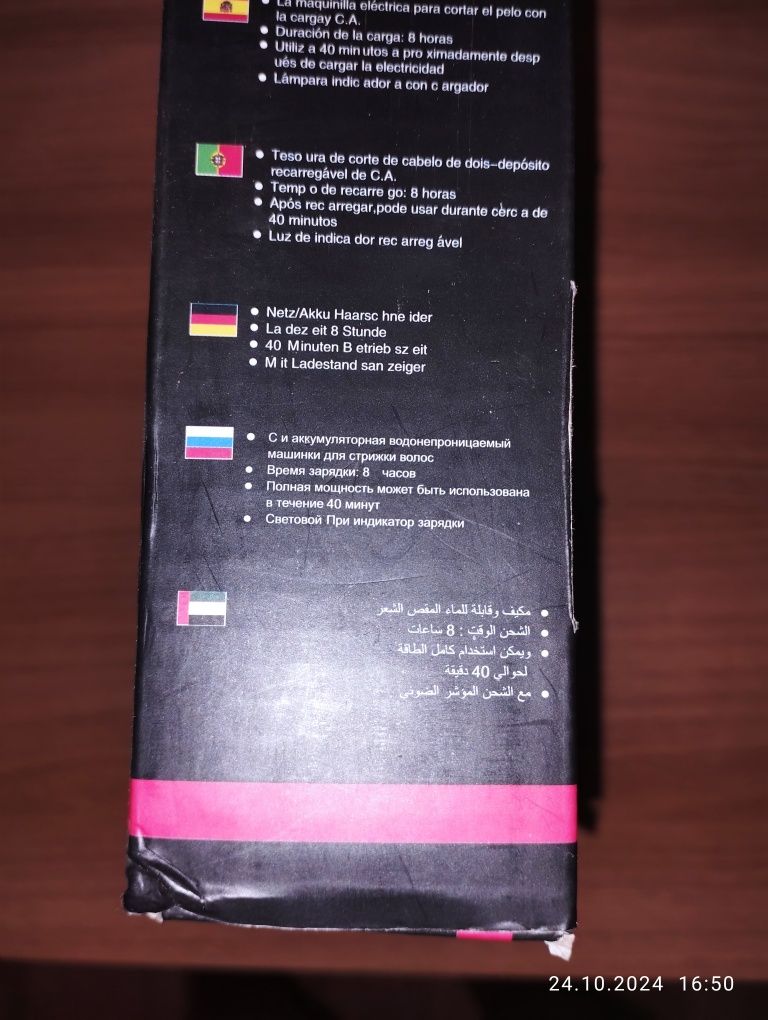 La maquinilla eléctrica para cortar el pelo con
la cargay C.A.
Duración de la carga: 8 horas
Utiliz a 40 min utos a pro ximadamente desp
ués de cargar la electricidad
Lámpara indic ador a con c argador
Teso ura de corte de cabelo de dois-depósito
recarregável de C.A.
Temp o de recarre go: 8 horas
Após rec arregar,pode usar durante cèrc a de
40 minutos
Luz de indica dor rec arreg ável
Netz/Akku Haarsc hne ider
La dez eit 8 Stunde
40 Minuten B etrieb sz eit
M it Ladestand san zeiger
С и аккумуляторная водонепроницаемый
машинки для стрижки волос
Время зарядки: 8 часов
Полная мощность может быть использована
в течение 40 минут
Световой При индикатор зарядки
مكيف وقابلة للماء المقص الشعر
الشحن الوقت : 8 ساعات
ويمكن استخدام كامل الطاقة
لحوالي 40 دقيقة
مع الشحن المؤشر الضوئي
24.10.2024 16:50